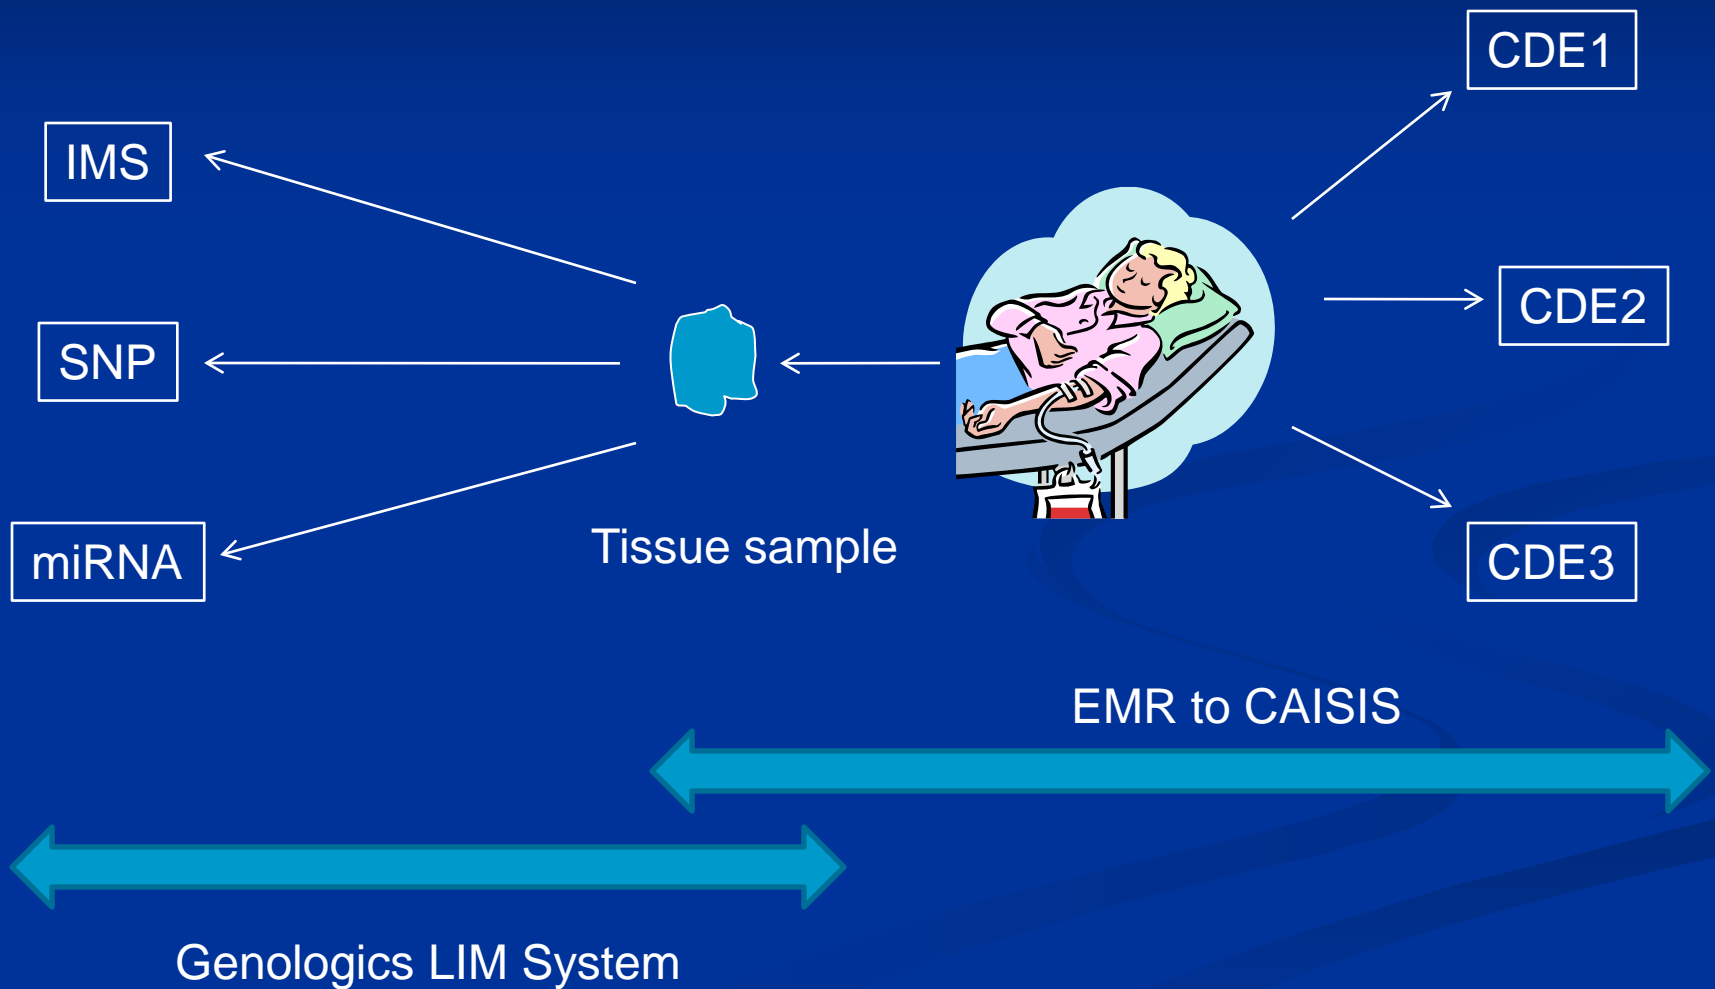 CDE1
IMS
CDE2
SNP
Tissue sample
miRNA
CDE3
EMR to CAISIS
Genologics LIM System